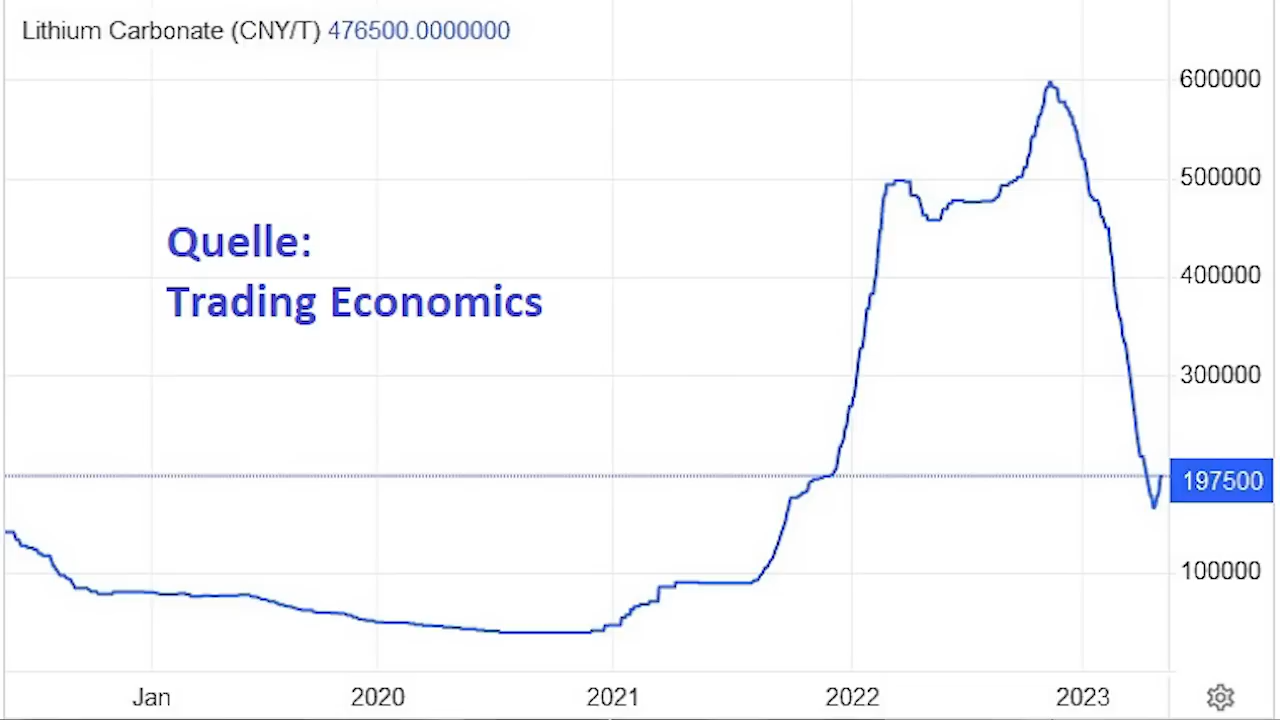 Lithium Carbonate (CNY/T) 476500.0000000
600000
500000
Quelle:
400000
Trading Economics
300000
197500
100000
Jan 2020 2021 2022 2023